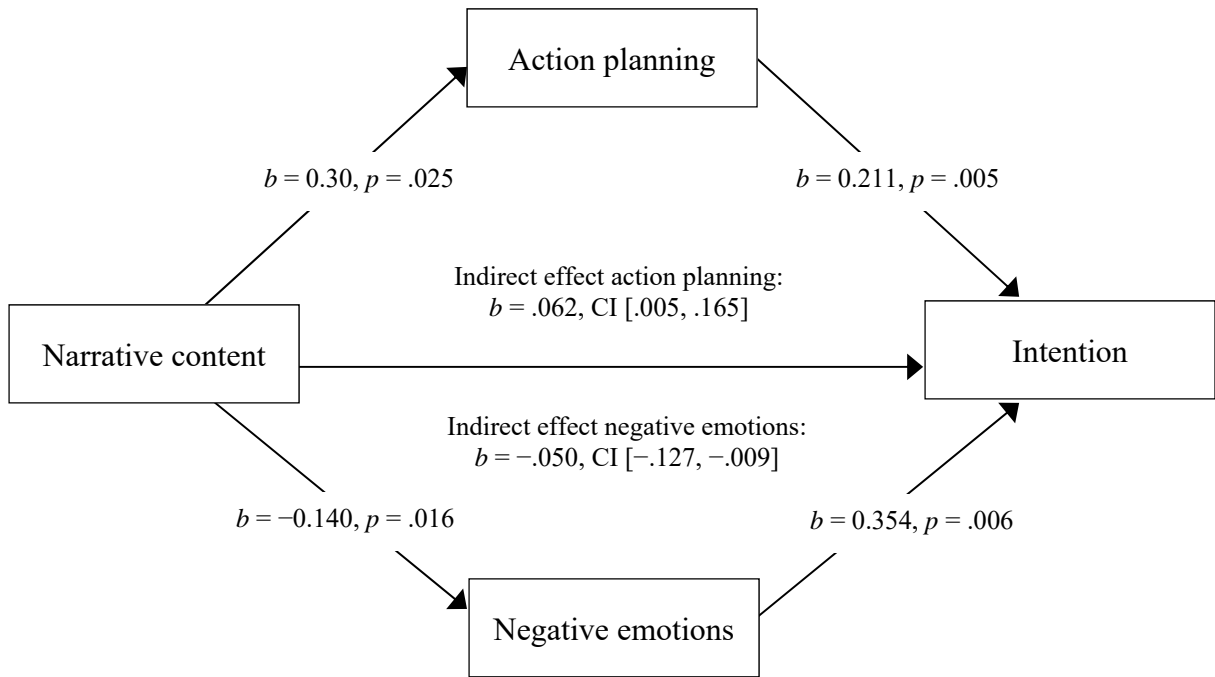 Action planning
b = 0.30, p = .025
b = 0.211, p = .005
Indirect effect action planning:
b = .062, CI [.005, .165]
Narrative content
Intention
Indirect effect negative emotions:
b = −.050, CI [−.127, −.009]
b = −0.140, p = .016
b = 0.354, p = .006
Negative emotions